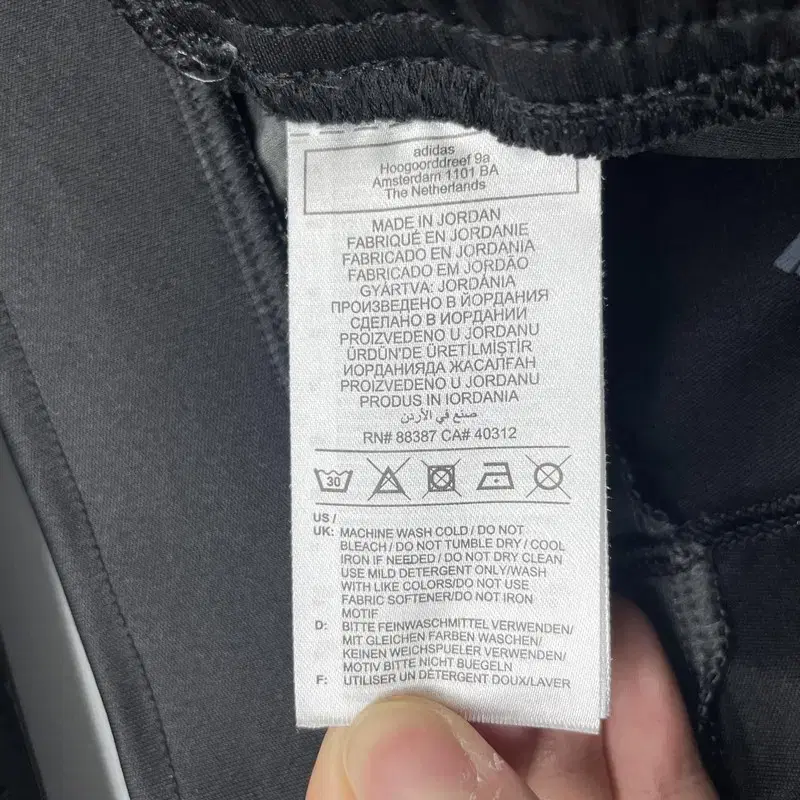 adidas
Hoogoorddreef 9a
Amsterdam 1101 BA
The Netherlands
MADE IN JORDAN
FABRIQUÉ EN JORDANIE
FABRICADO EN JORDANIA
FABRICADO EM JORDÃO
GYÁRTVA: JORDÁNIA
ПРОИЗВЕДЕНО В ЙОРДАНИЯ
СДЕЛАНО В ИОРДАНИИ
PROIZVEDENO U JORDANU
ÜRDÜN'DE ÜRETİLMİŞTİR
ИОРДАНИЯДА ЖАСАЛҒАН
PROIZVEDENO U JORDANU
PRODUS IN IORDANIA
صنع في الأردن
RN# 88387 CA# 40312
30
US /
UK: MACHINE WASH COLD / DO NOT
BLEACH / DO NOT TUMBLE DRY / COOL
IRON IF NEEDED / DO NOT DRY CLEAN
USE MILD DETERGENT ONLY/WASH
WITH LIKE COLORS/DO NOT USE
FABRIC SOFTENER/DO NOT IRON
MOTIF
D: BITTE FEINWASCHMITTEL VERWENDEN/
MIT GLEICHEN FARBEN WASCHEN/
KEINEN WEICHSPUELER VERWENDEN/
MOTIV BITTE NICHT BUEGELN
F: UTILISER UN DÉTERGENT DOUX/LAVER